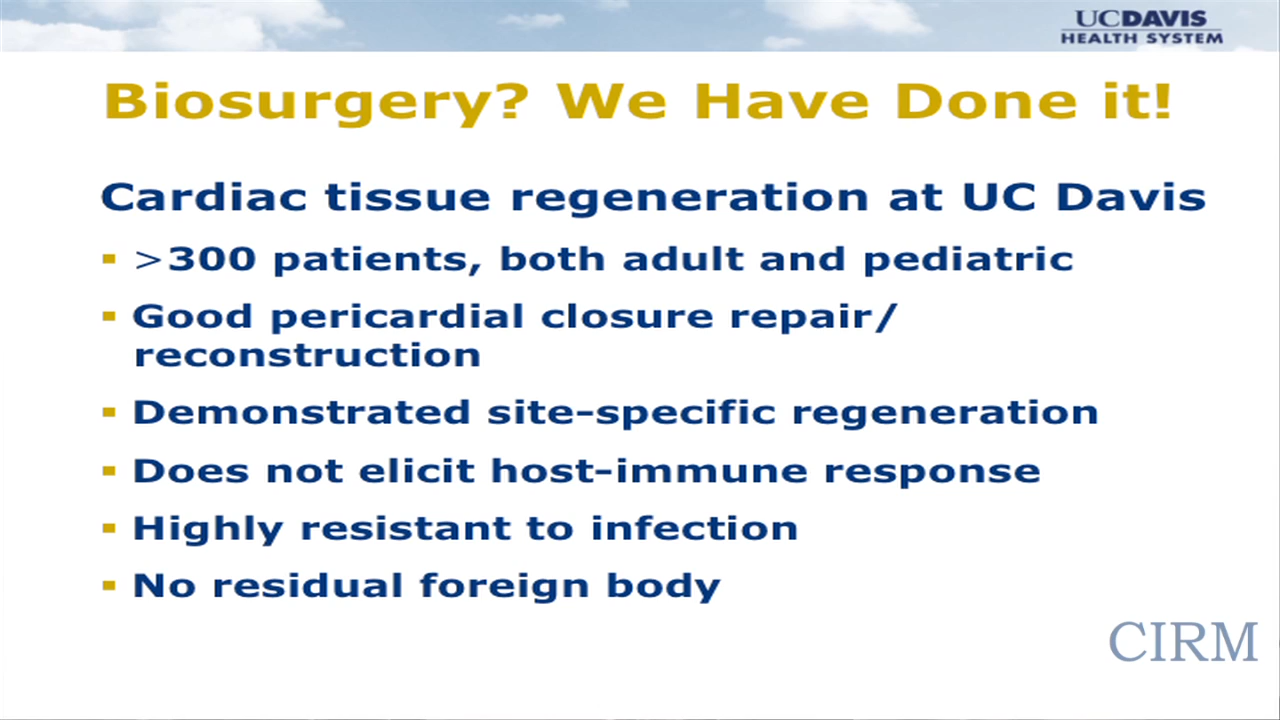 UCDAVIS
HEALTH SYSTEM
Biosurgery? We Have Done it!
Cardiac tissue regeneration at UC Davis
▪ >300 patients, both adult and pediatric
▪ Good pericardial closure repair/
reconstruction
▪ Demonstrated site-specific regeneration
▪ Does not elicit host-immune response
▪ Highly resistant to infection
▪ No residual foreign body
CIRM